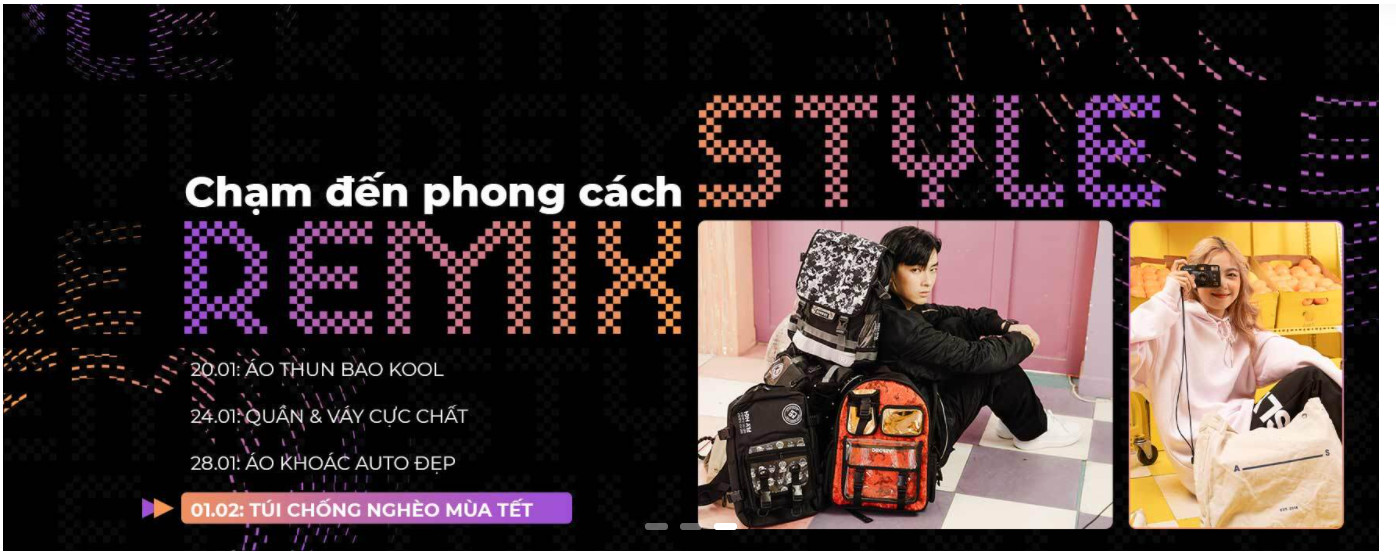 STYLE
Chạm đến phong cách
REMIX
20.01: ÁO THUN BAO KOOL
24.01: QUẦN & VÁY CỰC CHẤT
28.01: ÁO KHOÁC AUTO ĐẸP
01.02: TÚI CHỐNG NGHÈO MÙA TẾT
A S